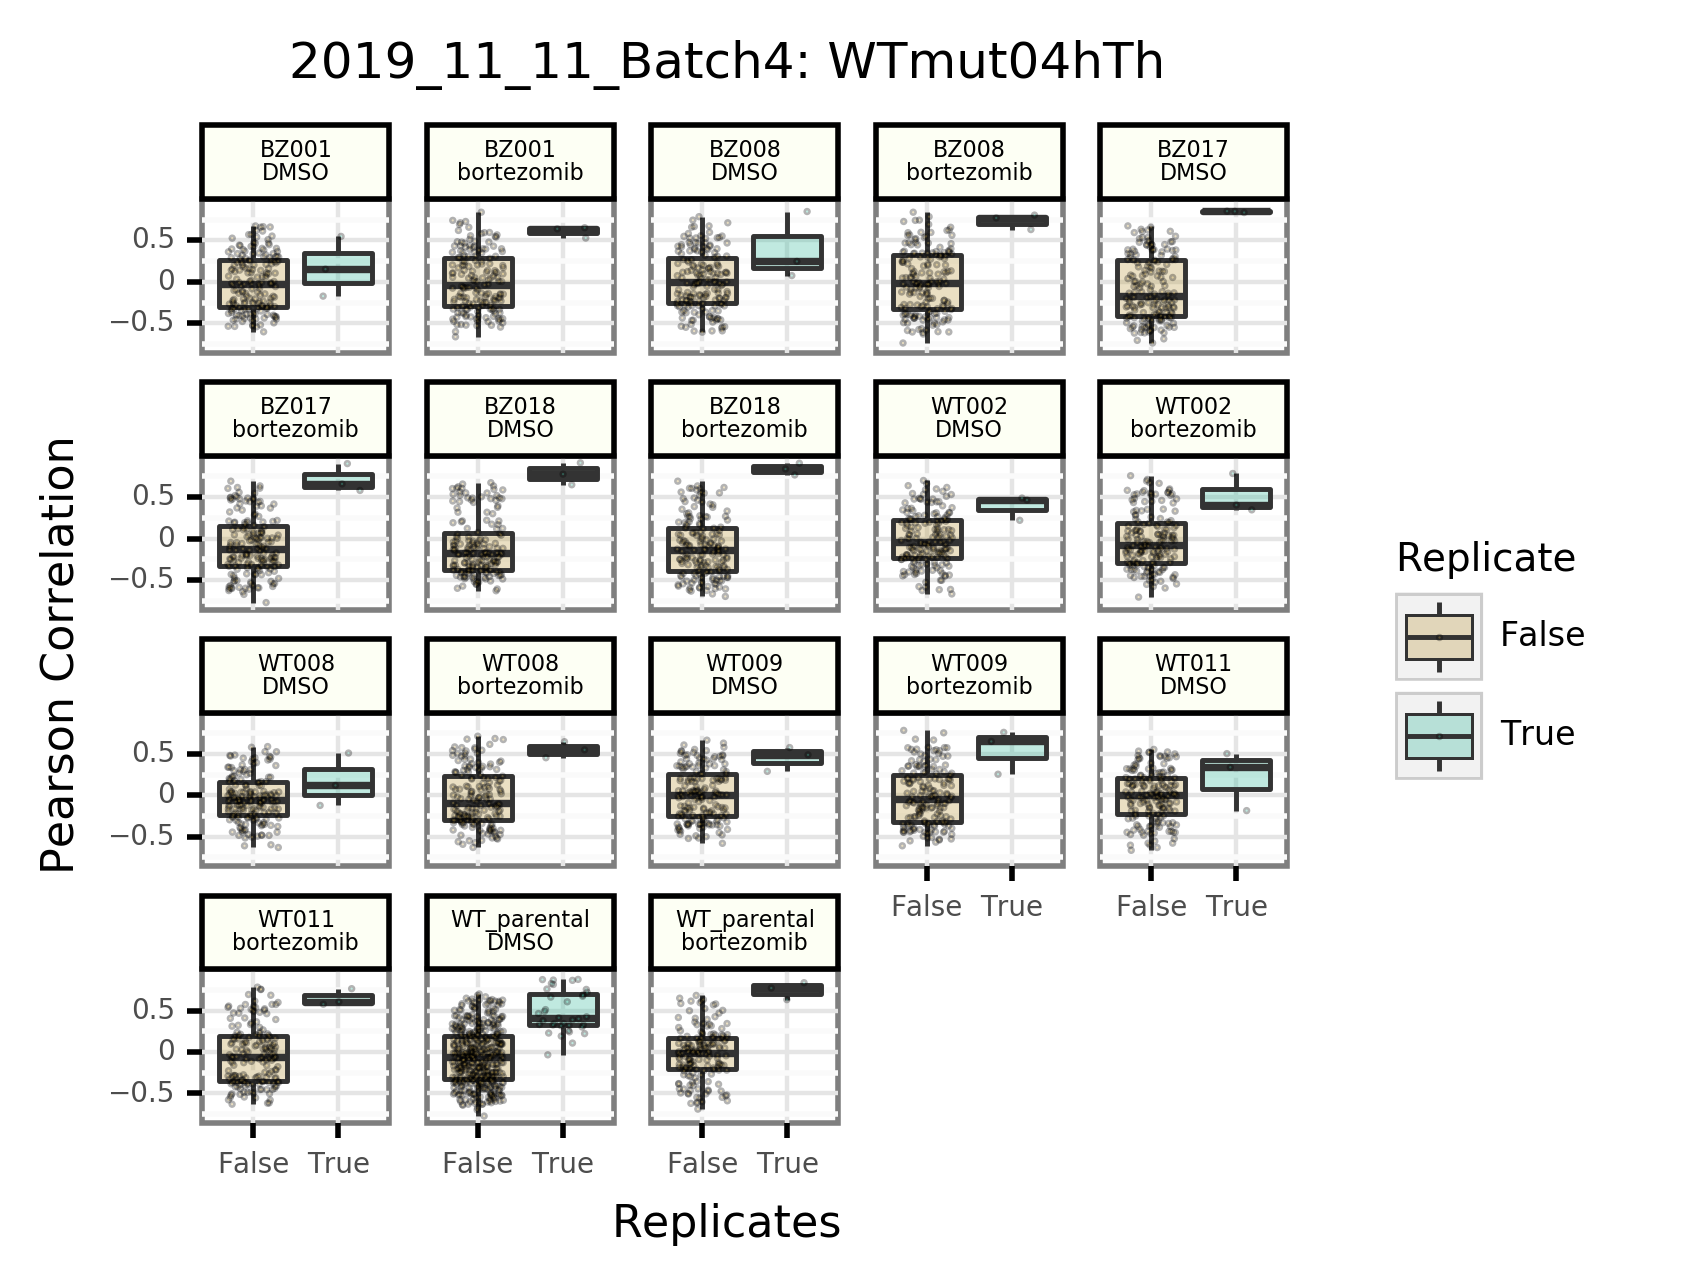 2019_11_11_Batch4: WTmut04hTh
BZ001
DMSO
BZ001
bortezomib
BZ008
DMSO
BZ008
bortezomib
BZ017
DMSO
0.5
0
−0.5
BZ017
bortezomib
BZ018
DMSO
BZ018
bortezomib
WT002
DMSO
WT002
bortezomib
0.5
0
−0.5
Pearson Correlation
WT008
DMSO
WT008
bortezomib
WT009
DMSO
WT009
bortezomib
WT011
DMSO
0.5
0
−0.5
False True
False True
WT011
bortezomib
WT_parental
DMSO
WT_parental
bortezomib
0.5
0
−0.5
False True
False True
False True
Replicates
Replicate
False
True